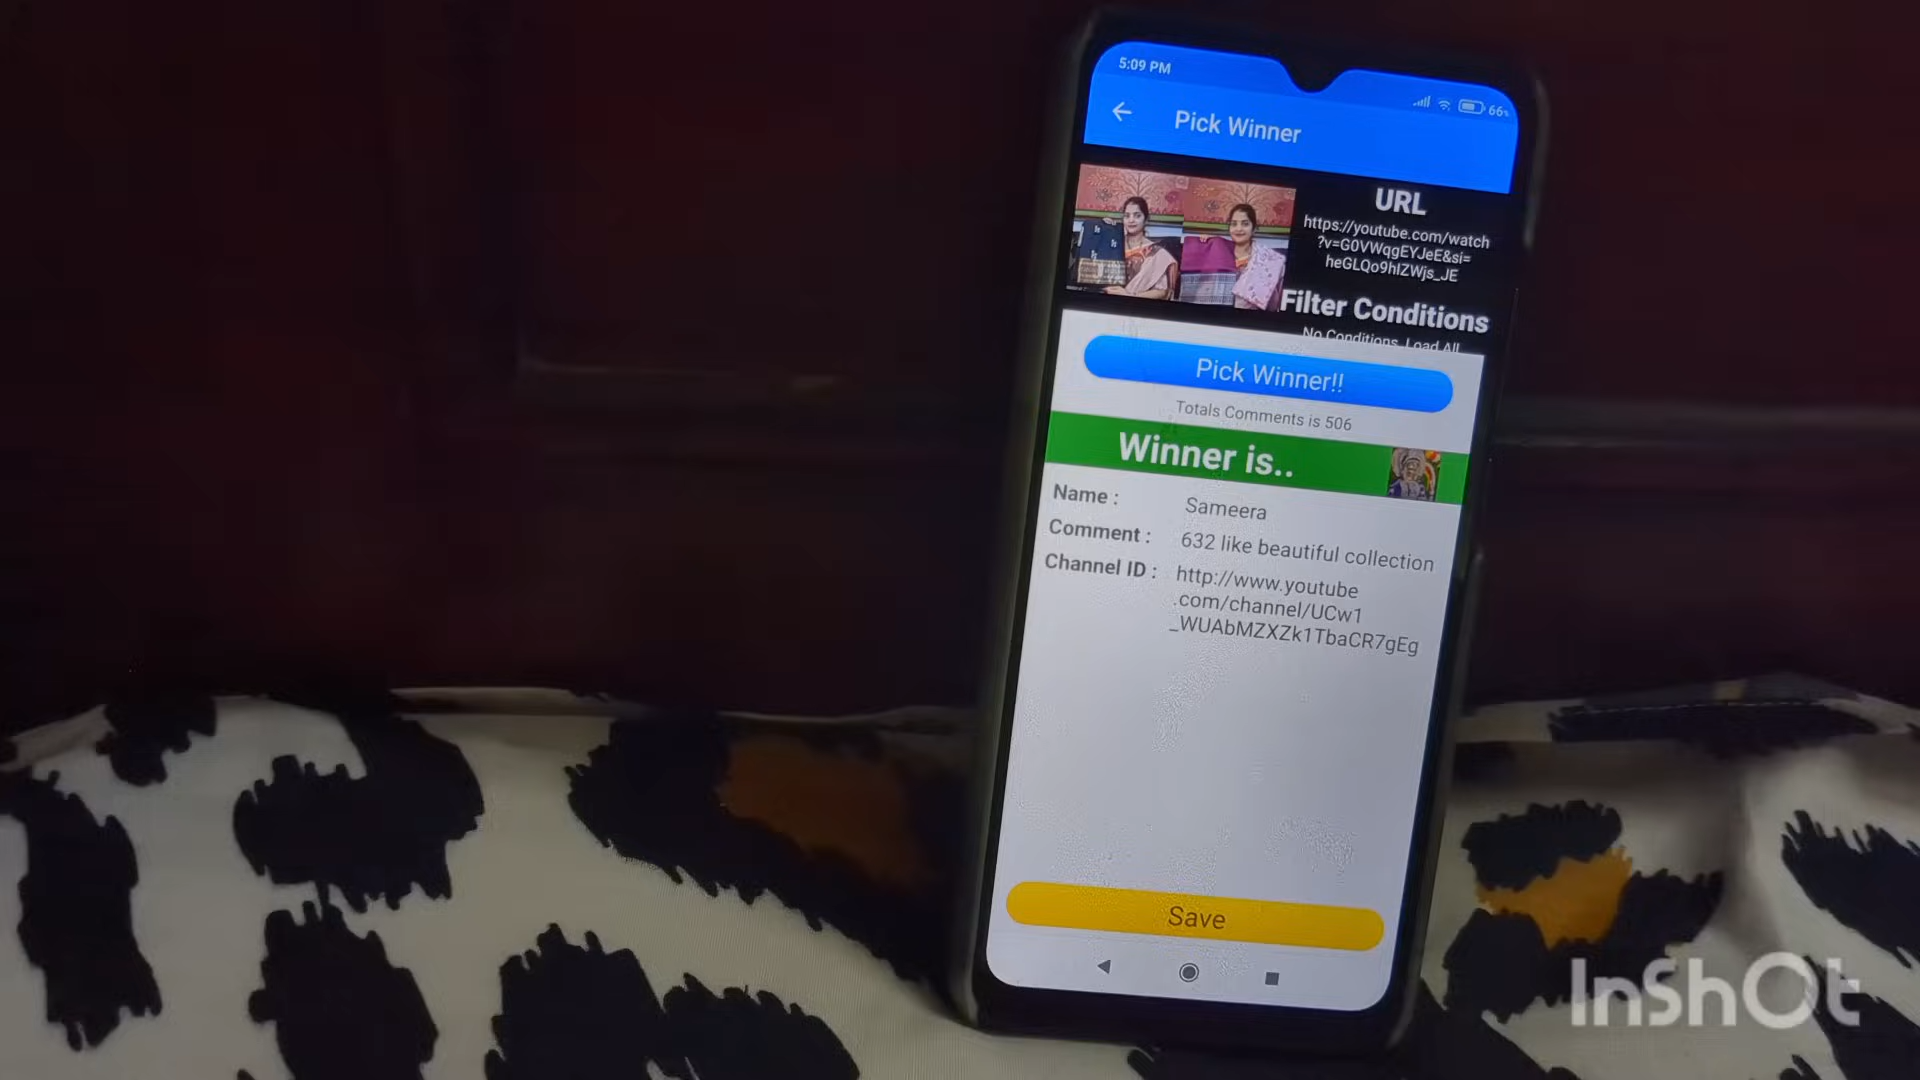 5:09 PM
66%
Pick Winner
URL
https://youtube.com/watch
?v=G0VWqgEYJeE&si=
heGLQo9hIZWjs_JE
Filter Conditions
No Conditions, Load All
Pick Winner!!
Totals Comments is 506
Winner is..
Name : Sameera
Comment : 632 like beautiful collection
Channel ID : http://www.youtube
.com/channel/UCw1
_WUAbMZXZk1TbaCR7gEg
Save
InShOt